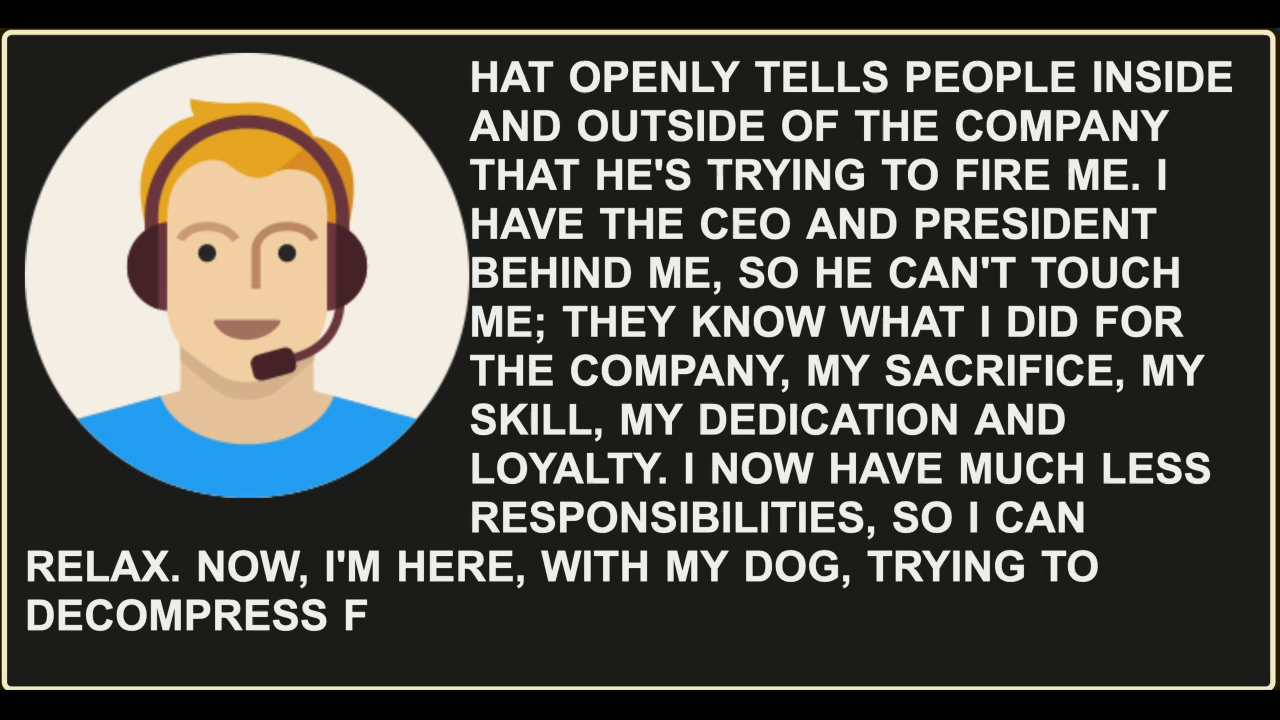 HAT OPENLY TELLS PEOPLE INSIDE
AND OUTSIDE OF THE COMPANY
THAT HE'S TRYING TO FIRE ME. I
HAVE THE CEO AND PRESIDENT
BEHIND ME, SO HE CAN'T TOUCH
ME; THEY KNOW WHAT I DID FOR
THE COMPANY, MY SACRIFICE, MY
SKILL, MY DEDICATION AND
LOYALTY. I NOW HAVE MUCH LESS
RESPONSIBILITIES, SO I CAN
RELAX. NOW, I'M HERE, WITH MY DOG, TRYING TO
DECOMPRESS F